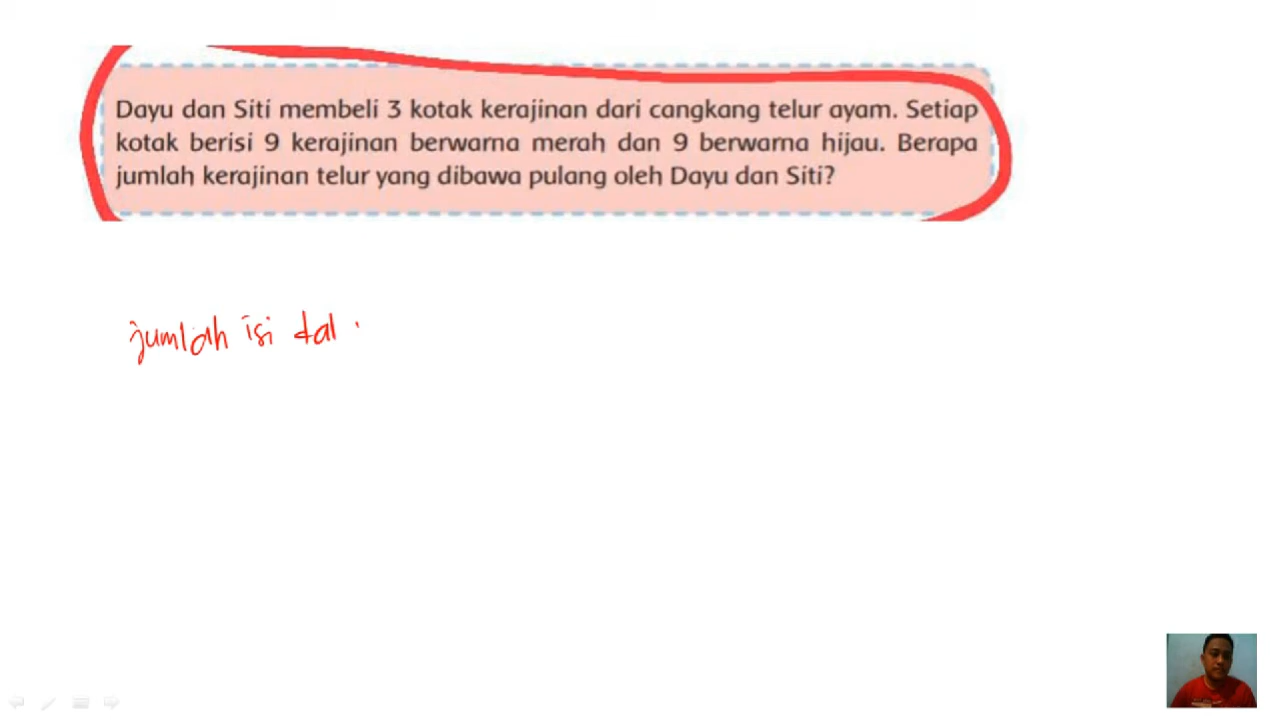 Dayu dan Siti membeli 3 kotak kerajinan dari cangkang telur ayam. Setiap
kotak berisi 9 kerajinan berwarna merah dan 9 berwarna hijau. Berapa
jumlah kerajinan telur yang dibawa pulang oleh Dayu dan Siti?
jumlah isi dal